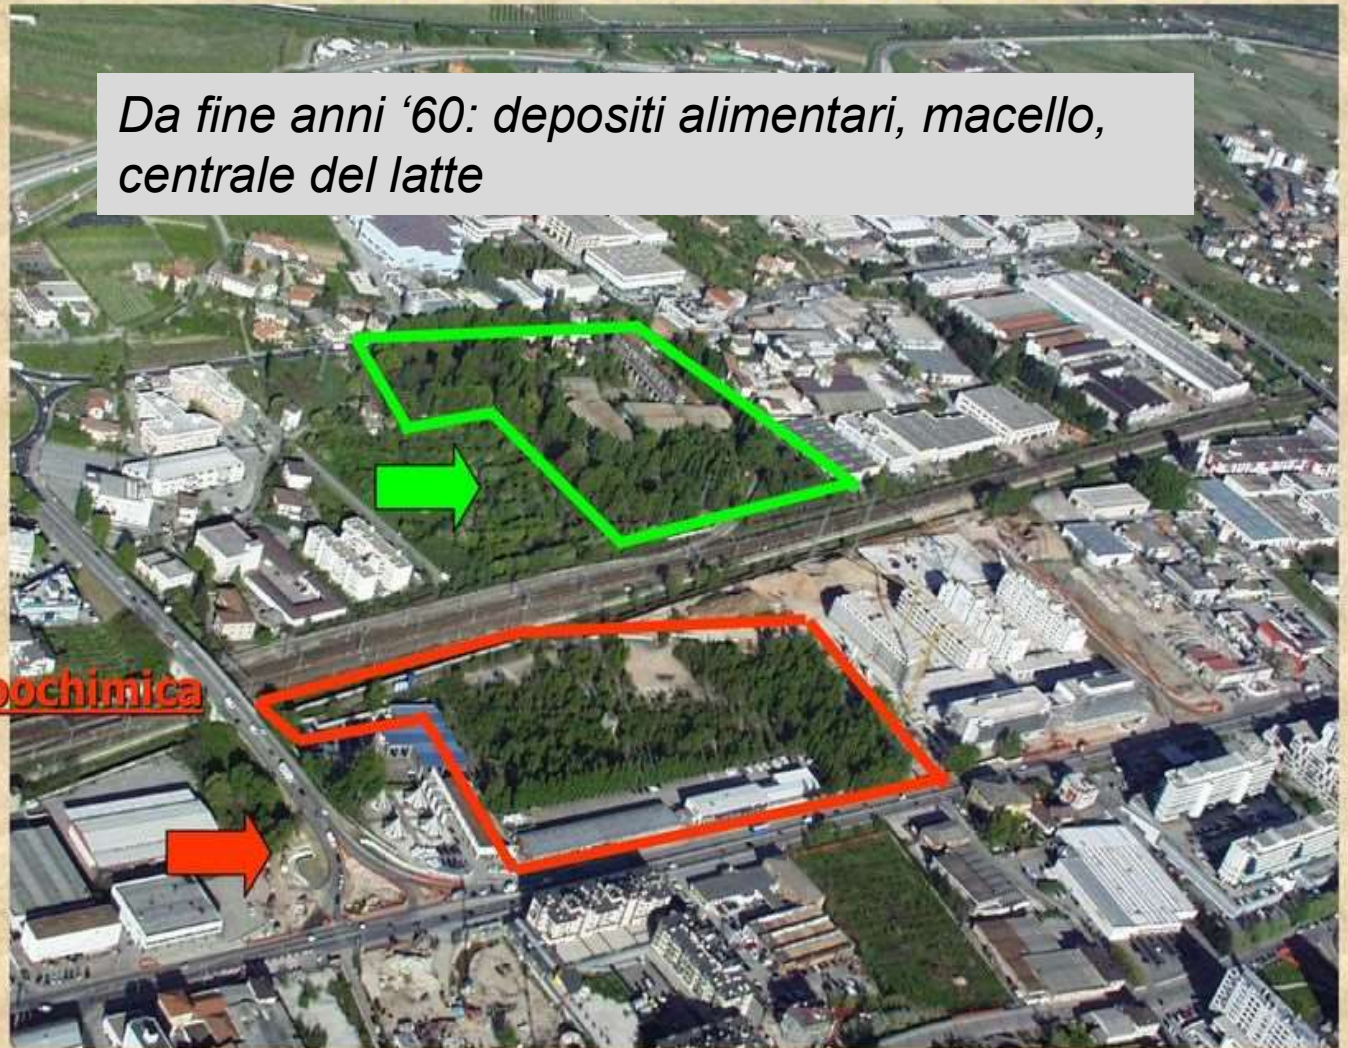 Da fine anni ‘60: depositi alimentari, macello,
centrale del latte
ochimica